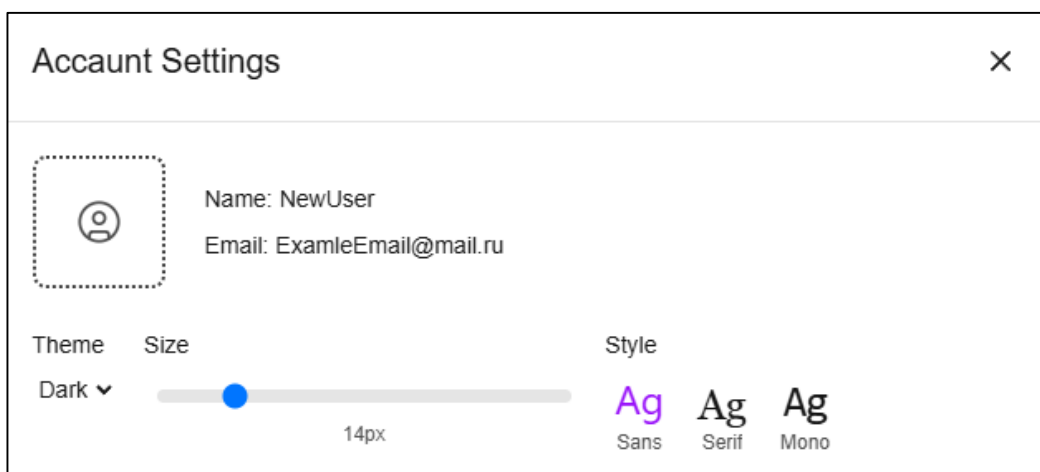 Accaunt Settings
Name: NewUser
Email: ExamleEmail@mail.ru
Theme Size Style
Dark
14px
Ag Ag Ag
Sans Serif Mono